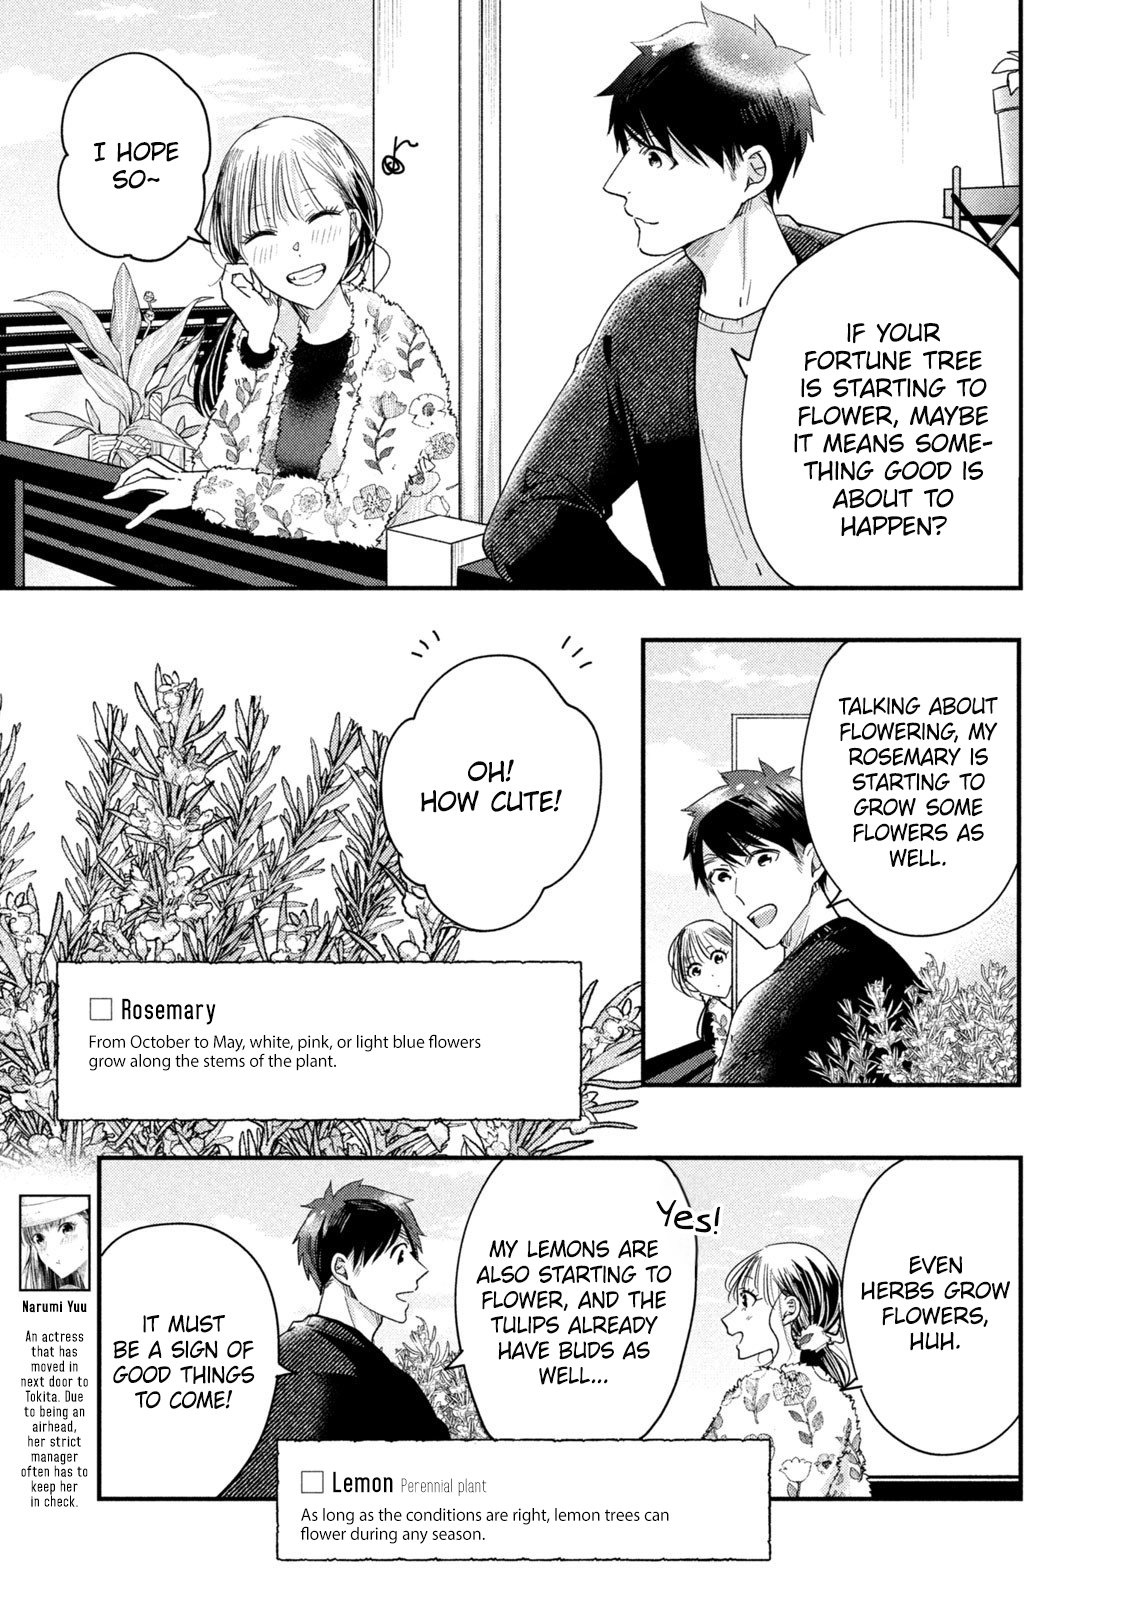 IF YOUR
FORTUNE TREE
IS STARTING TO
FLOWER, MAYBE
IT MEANS SOME-
THING GOOD IS
ABOUT TO
HAPPEN?
I HOPE
SO~
TALKING ABOUT
FLOWERING, MY
ROSEMARY IS
STARTING TO
GROW SOME
FLOWERS AS
WELL.
OH!
HOW CUTE!
Rosemary
From October to May, white, pink, or light blue flowers
grow along the stems of the plant.
EVEN
HERBS GROW
FLOWERS,
HUH.
Yes!
MY LEMONS ARE
ALSO STARTING TO
FLOWER, AND THE
TULIPS ALREADY
HAVE BUDS AS
WELL...
IT MUST
BE A SIGN OF
GOOD THINGS
TO COME!
Lemon Perennial plant
As long as the conditions are right, lemon trees can
flower during any season.
Narumi Yuu
An actress
that has
moved in
next door to
Tokita. Due
to being an
airhead,
her strict
manager
often has to
keep her
in check.